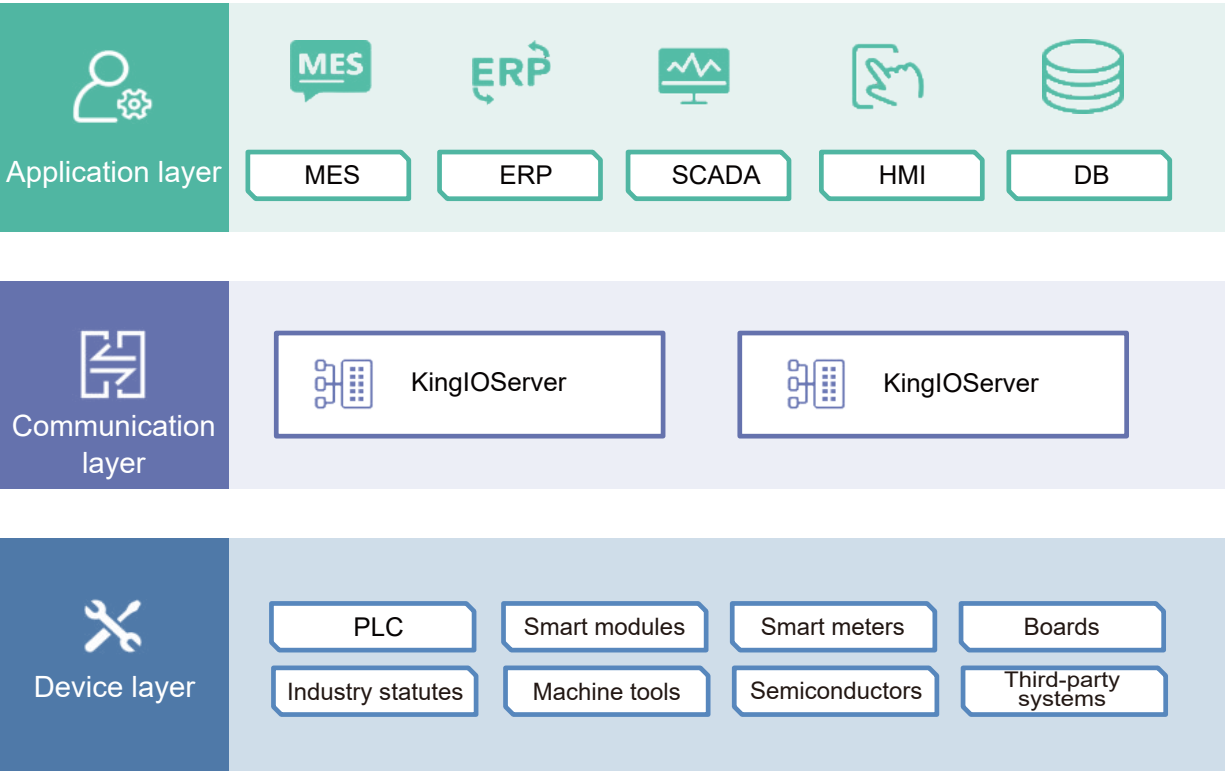 MES
ERP
Application layer
MES
ERP
SCADA
HMI
DB
Communication
layer
KingIOServer
KingIOServer
Device layer
PLC
Smart modules
Smart meters
Boards
Industry statutes
Machine tools
Semiconductors
Third-party
systems